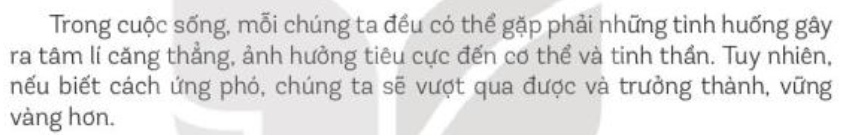 Trong cuộc sống, mỗi chúng ta đều có thể gặp phải những tình huống gây
ra tâm lí căng thẳng, ảnh hưởng tiêu cực đến cơ thể và tinh thần. Tuy nhiên,
nếu biết cách ứng phó, chúng ta sẽ vượt qua được và trưởng thành, vững
vàng hơn.